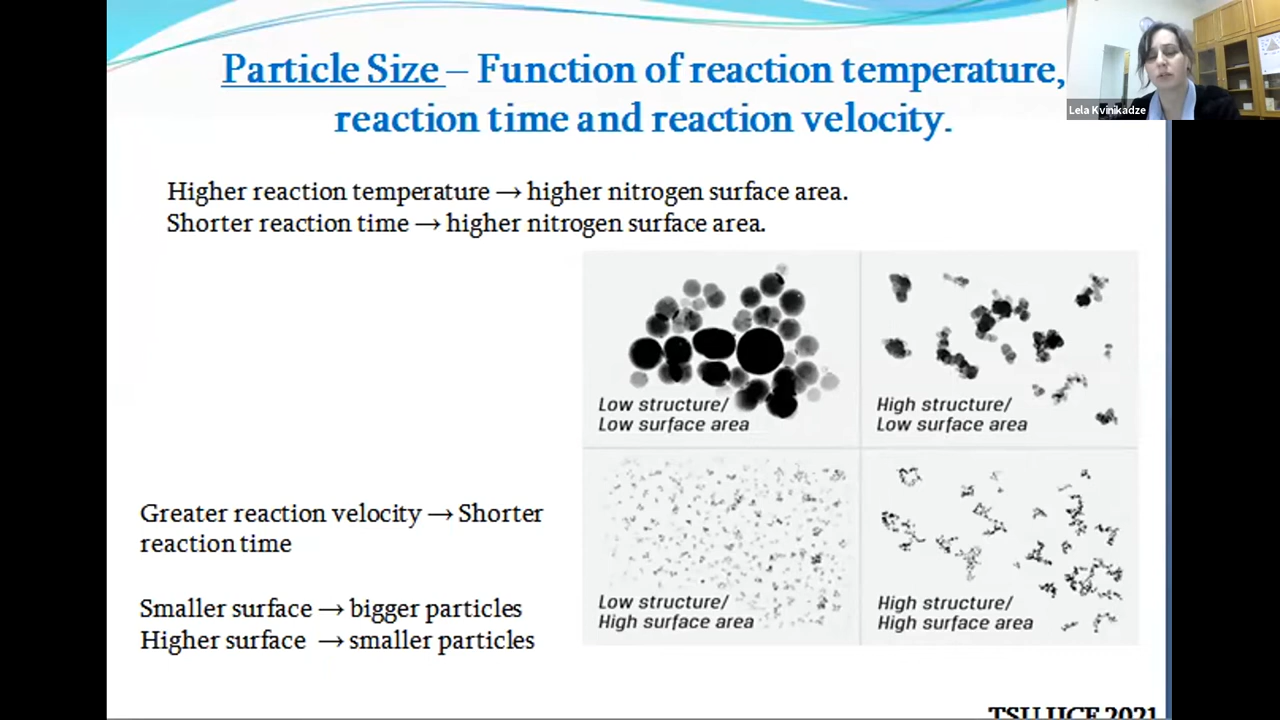 Particle Size – Function of reaction temperature,
reaction time and reaction velocity.
Lela Kvinikadze
Higher reaction temperature → higher nitrogen surface area.
Shorter reaction time → higher nitrogen surface area.
Low structure/
Low surface area
High structure/
Low surface area
Greater reaction velocity → Shorter
reaction time
Smaller surface → bigger particles
Higher surface → smaller particles
Low structure/
High surface area
High structure/
High surface area
2021